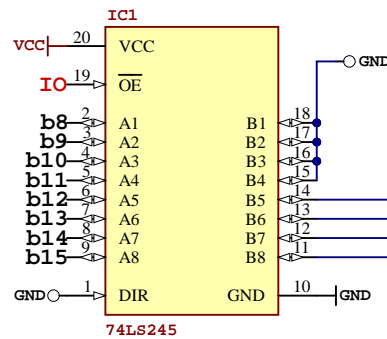 IC1
VCC 20 VCC
IO 19 OE
GND
b8 2 A1 B1 18
b9 3 A2 B2 17
b10 4 A3 B3 16
b11 5 A4 B4 15
b12 6 A5 B5 14
b13 7 A6 B6 13
b14 8 A7 B7 12
b15 9 A8 B8 11
GND 1 DIR GND 10 GND
74LS245